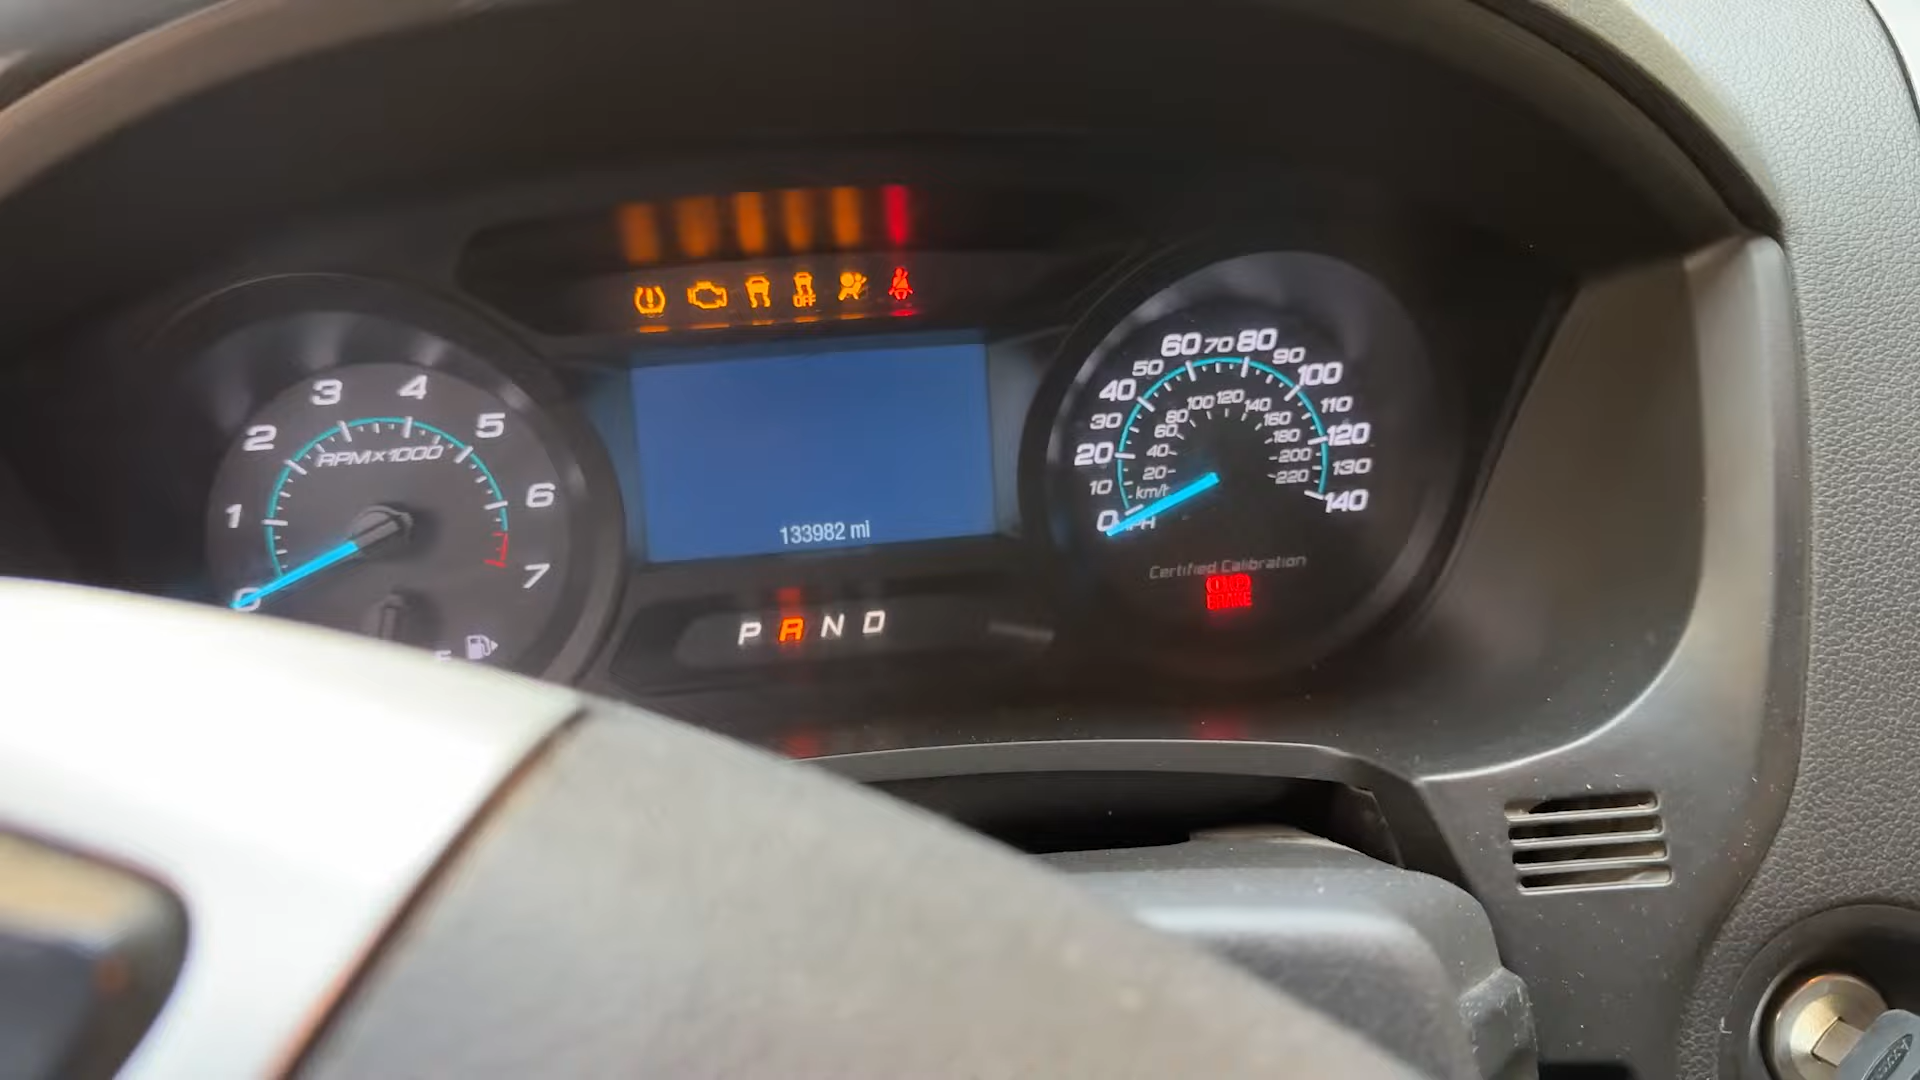 OFF
3 4
2 5
RPMx1000
1 6
0 7
133982 mi
P R N D
60 70 80
50 90
40 100
30 110
20 120
10 130
0 140
100 120 140
80 160
60 180
40 200
20 220
km/h
MPH
Certified Calibration
BRAKE